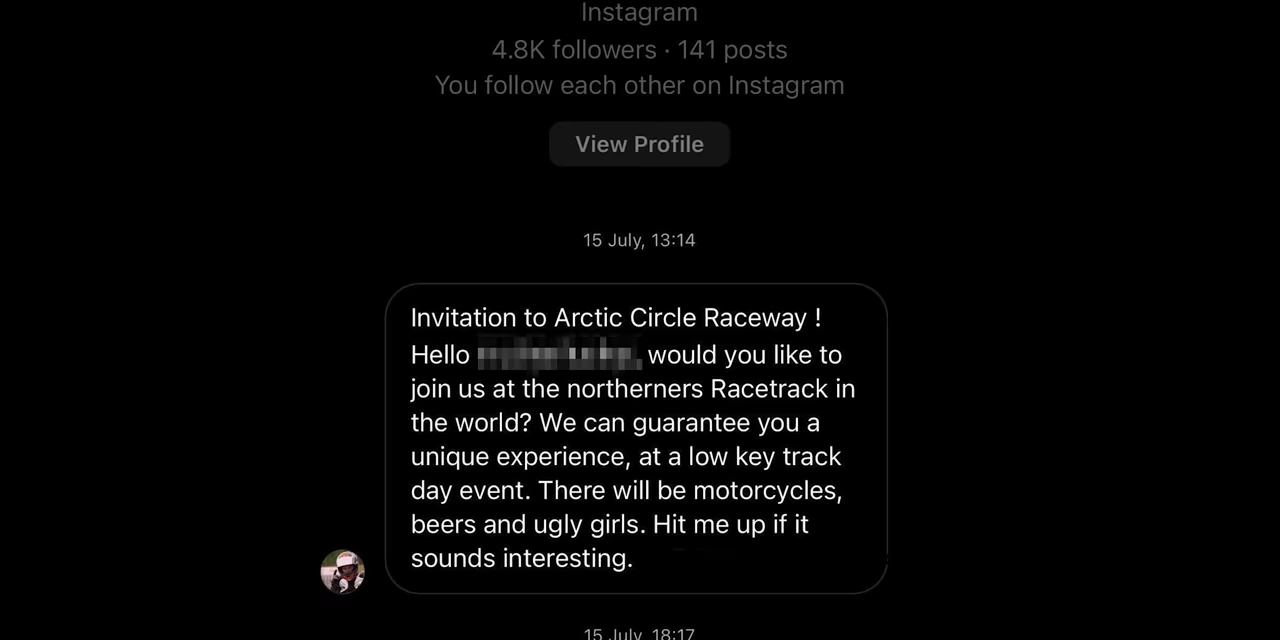 Instagram
4.8K followers · 141 posts
You follow each other on Instagram
View Profile
15 July, 13:14
Invitation to Arctic Circle Raceway !
Hello would you like to
join us at the northerners Racetrack in
the world? We can guarantee you a
unique experience, at a low key track
day event. There will be motorcycles,
beers and ugly girls. Hit me up if it
sounds interesting.
15 July, 18:17